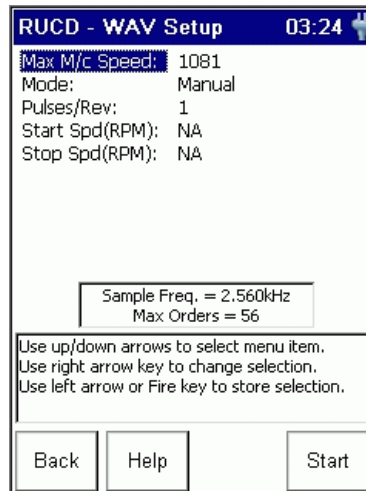 RUCD - WAV Setup 03:24
Max M/c Speed: 1081
Mode: Manual
Pulses/Rev: 1
Start Spd(RPM): NA
Stop Spd(RPM): NA
Sample Freq. = 2.560kHz
Max Orders = 56
Use up/down arrows to select menu item.
Use right arrow key to change selection.
Use left arrow or Fire key to store selection.
Back Help Start